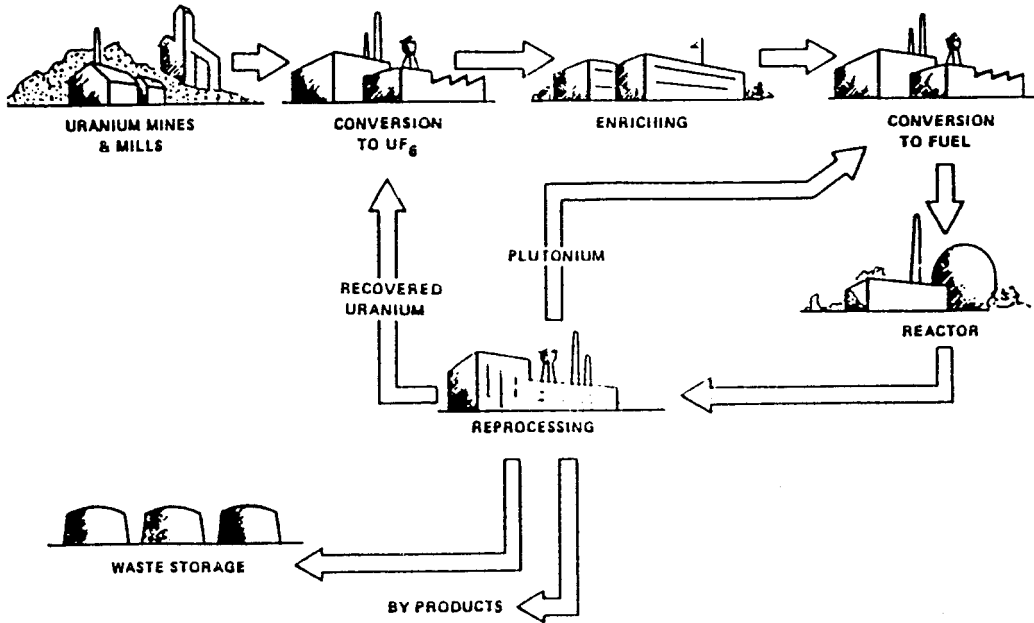 URANIUM MINES
& MILLS
CONVERSION
TO UF₆
ENRICHING
CONVERSION
TO FUEL
PLUTONIUM
RECOVERED
URANIUM
REACTOR
REPROCESSING
WASTE STORAGE
BY PRODUCTS